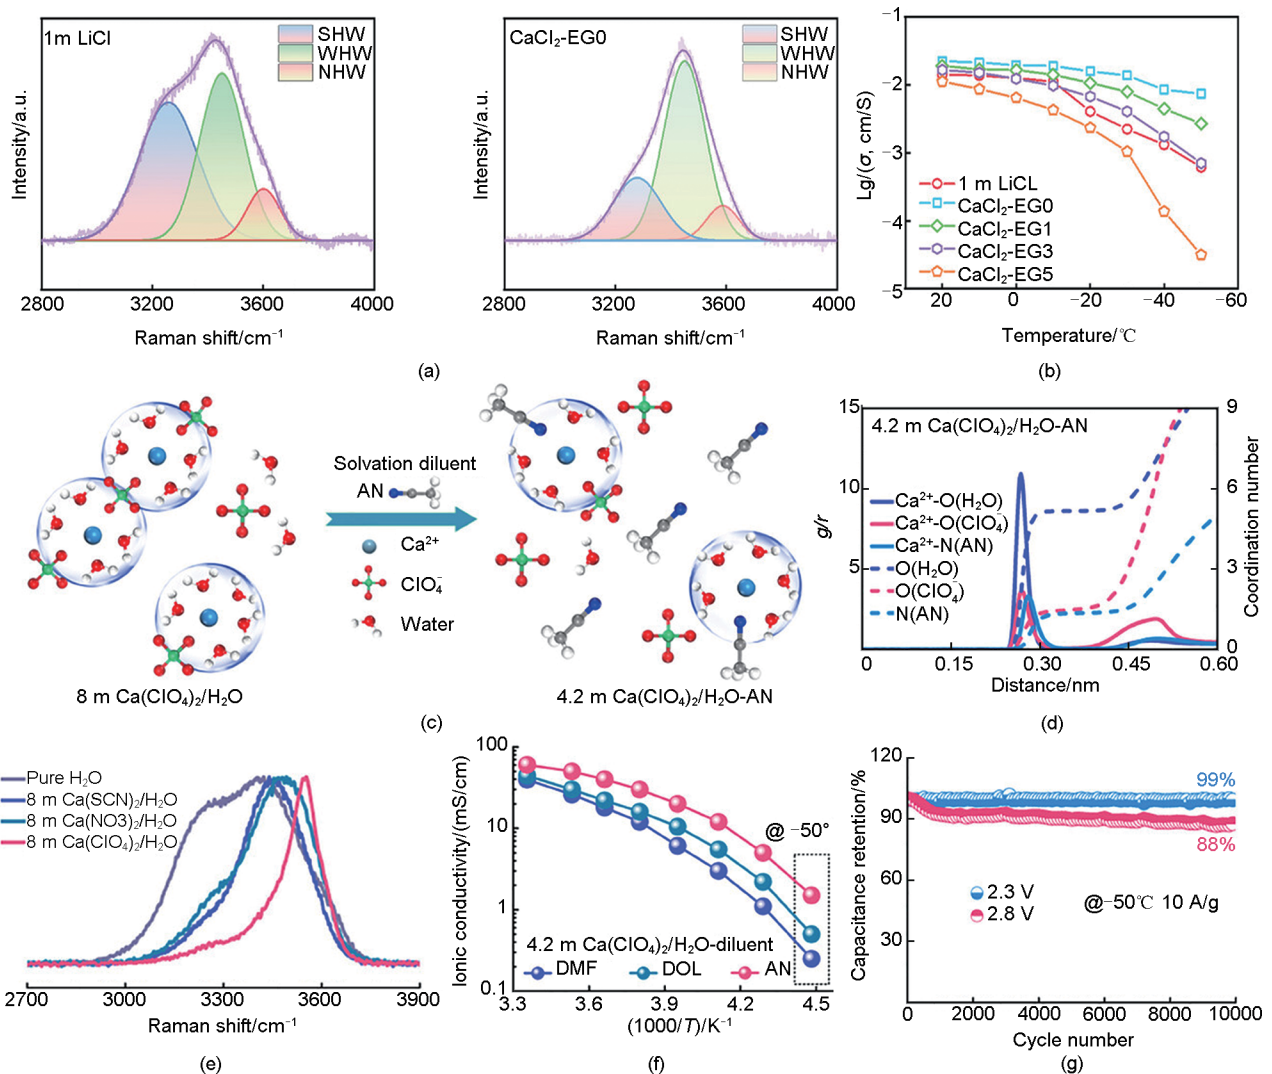 1m LiCl
SHW
WHW
NHW
Intensity/a.u.
2800
3200
3600
4000
Raman shift/cm⁻¹
CaCl₂-EG0
SHW
WHW
NHW
Intensity/a.u.
2800
3200
3600
4000
Raman shift/cm⁻¹
(a)
Lg/(σ, cm/S)
−1
−2
−3
−4
−5
1 m LiCL
CaCl₂-EG0
CaCl₂-EG1
CaCl₂-EG3
CaCl₂-EG5
20
0
−20
−40
−60
Temperature/℃
(b)
Solvation diluent
AN
Ca²⁺
ClO₄⁻
Water
8 m Ca(ClO₄)₂/H₂O
4.2 m Ca(ClO₄)₂/H₂O-AN
(c)
4.2 m Ca(ClO₄)₂/H₂O-AN
g/r
15
10
5
Ca²⁺-O(H₂O)
Ca²⁺-O(ClO₄⁻)
Ca²⁺-N(AN)
O(H₂O)
O(ClO₄⁻)
N(AN)
9
6
3
0
Coordination number
0
0.15
0.30
0.45
0.60
Distance/nm
(d)
Pure H₂O
8 m Ca(SCN)₂/H₂O
8 m Ca(NO3)₂/H₂O
8 m Ca(ClO₄)₂/H₂O
2700
3000
3300
3600
3900
Raman shift/cm⁻¹
(e)
Ionic conductivity/(mS/cm)
100
10
1
0.1
@ −50°
4.2 m Ca(ClO₄)₂/H₂O-diluent
DMF
DOL
AN
3.3
3.6
3.9
4.2
4.5
(1000/T)/K⁻¹
(f)
Capacitance retention/%
120
90
60
30
99%
88%
2.3 V
2.8 V
@−50℃ 10 A/g
0
2000
4000
6000
8000
10000
Cycle number
(g)